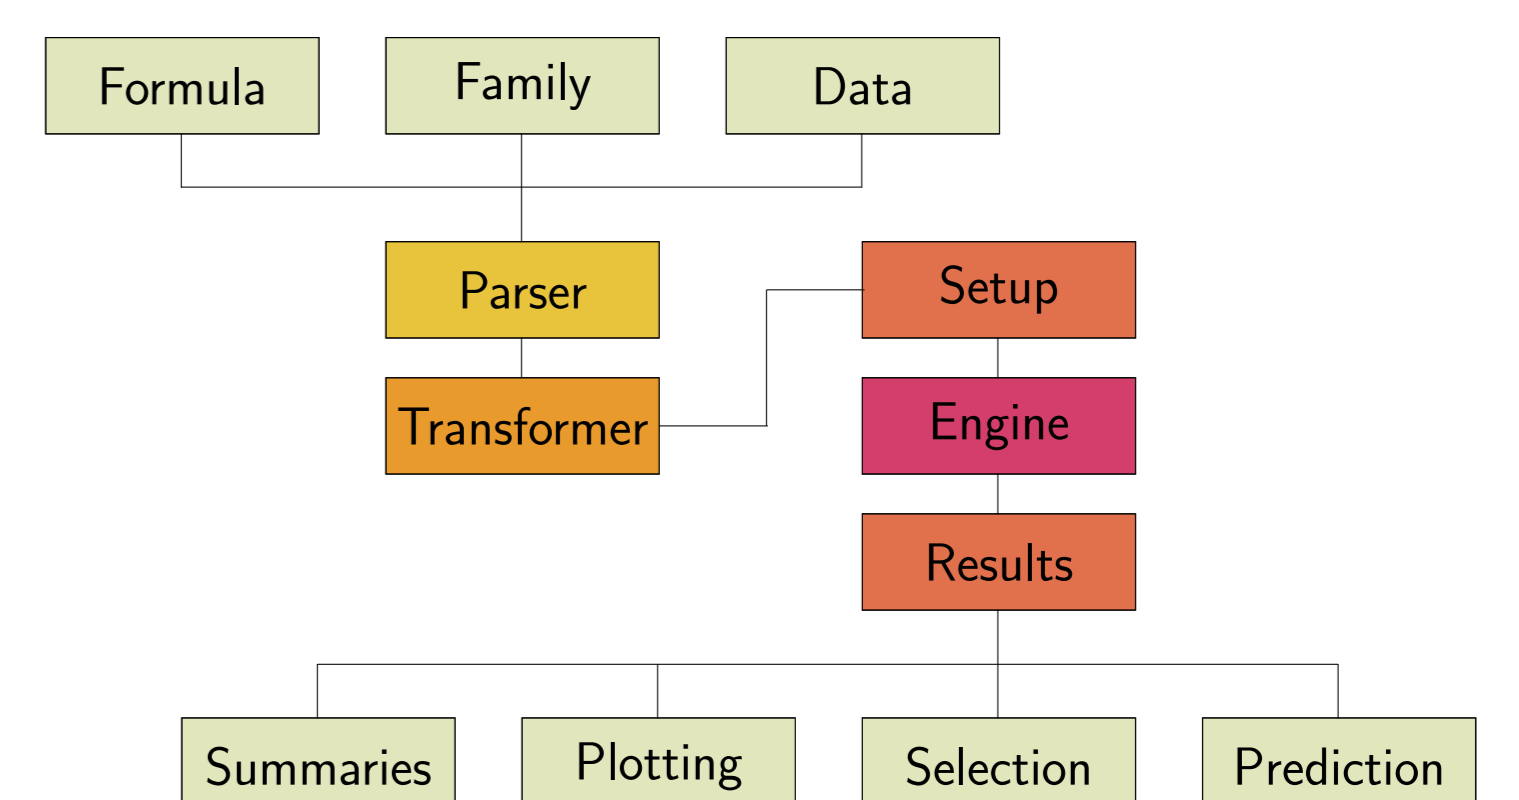 Formula
Family
Data
Parser
Setup
Transformer
Engine
Results
Summaries
Plotting
Selection
Prediction